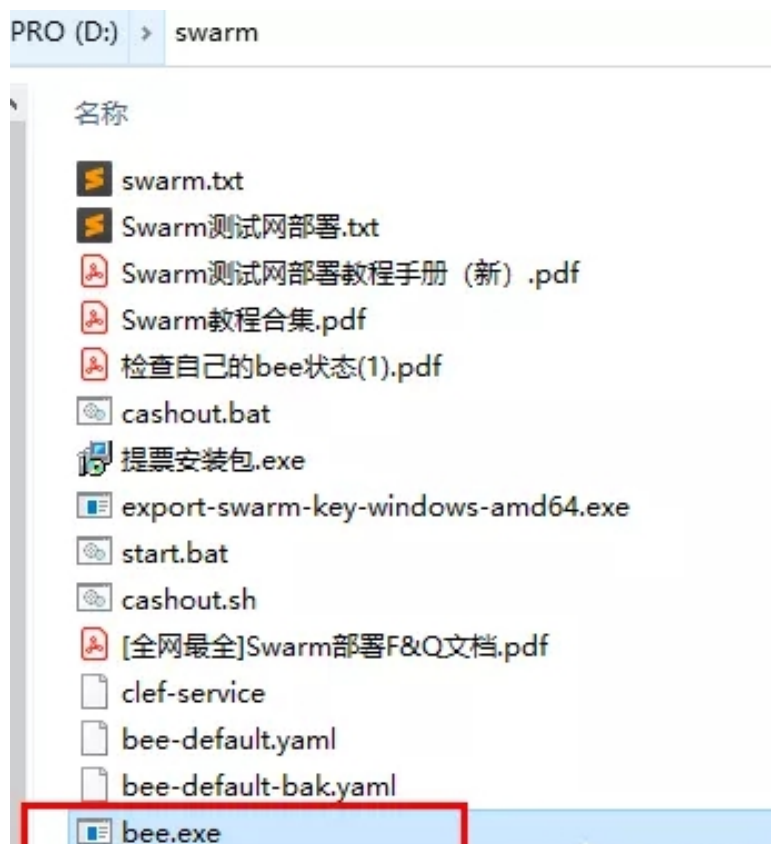 PRO (D:) > swarm
名称
swarm.txt
Swarm测试网部署.txt
Swarm测试网部署教程手册（新）.pdf
Swarm教程合集.pdf
检查自己的bee状态(1).pdf
cashout.bat
提票安装包.exe
export-swarm-key-windows-amd64.exe
start.bat
cashout.sh
[全网最全]Swarm部署F&Q文档.pdf
clef-service
bee-default.yaml
bee-default-bak.yaml
bee.exe